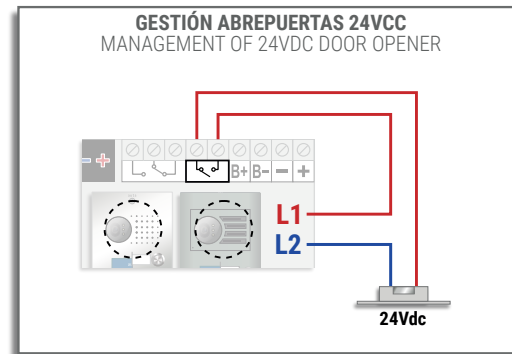 GESTIÓN ABREPUERTAS 24VCC
MANAGEMENT OF 24VDC DOOR OPENER
- +
B+ B- - +
L1
L2
24Vdc